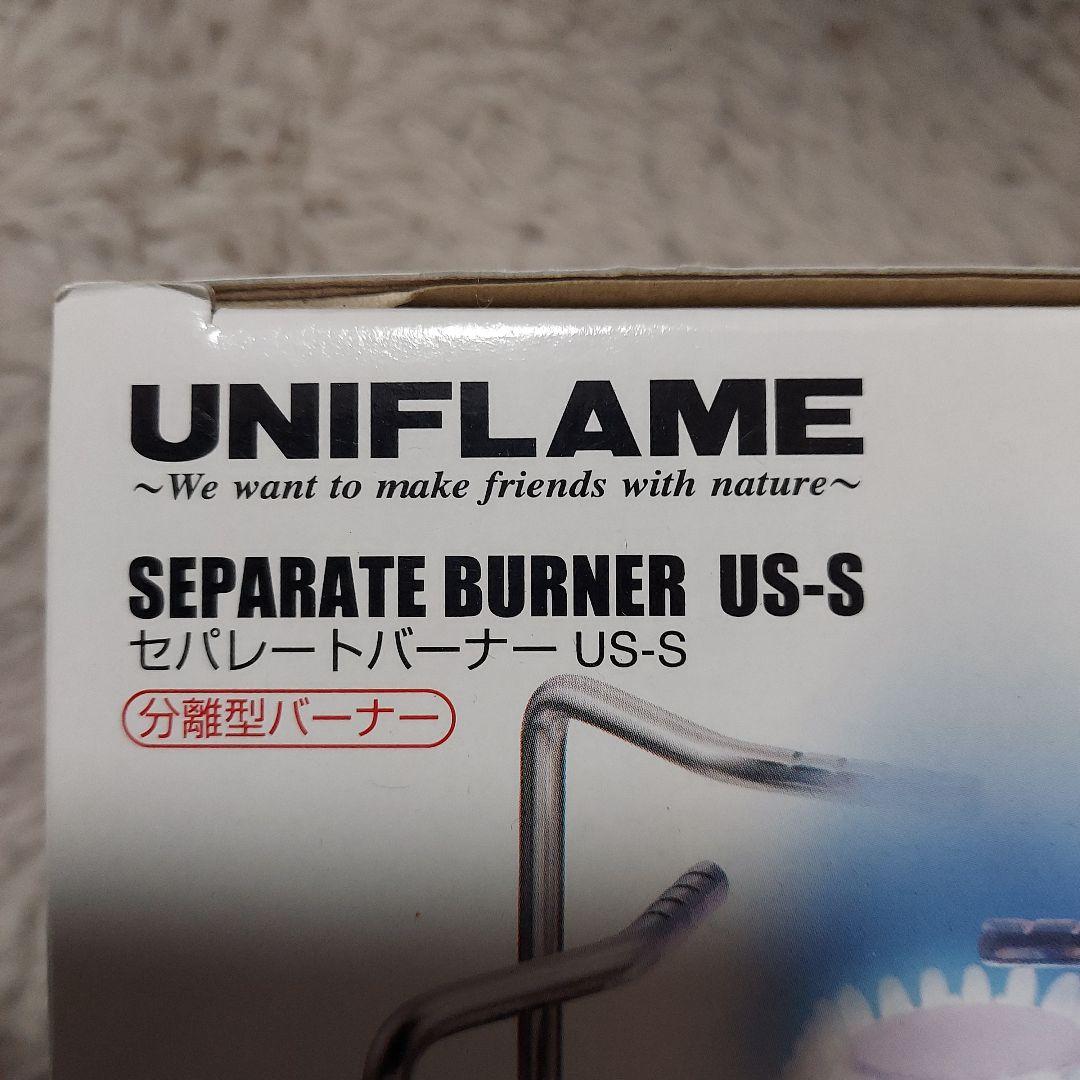 UNIFLAME
～We want to make friends with nature～
SEPARATE BURNER US-S
セパレートバーナー US-S
分離型バーナー